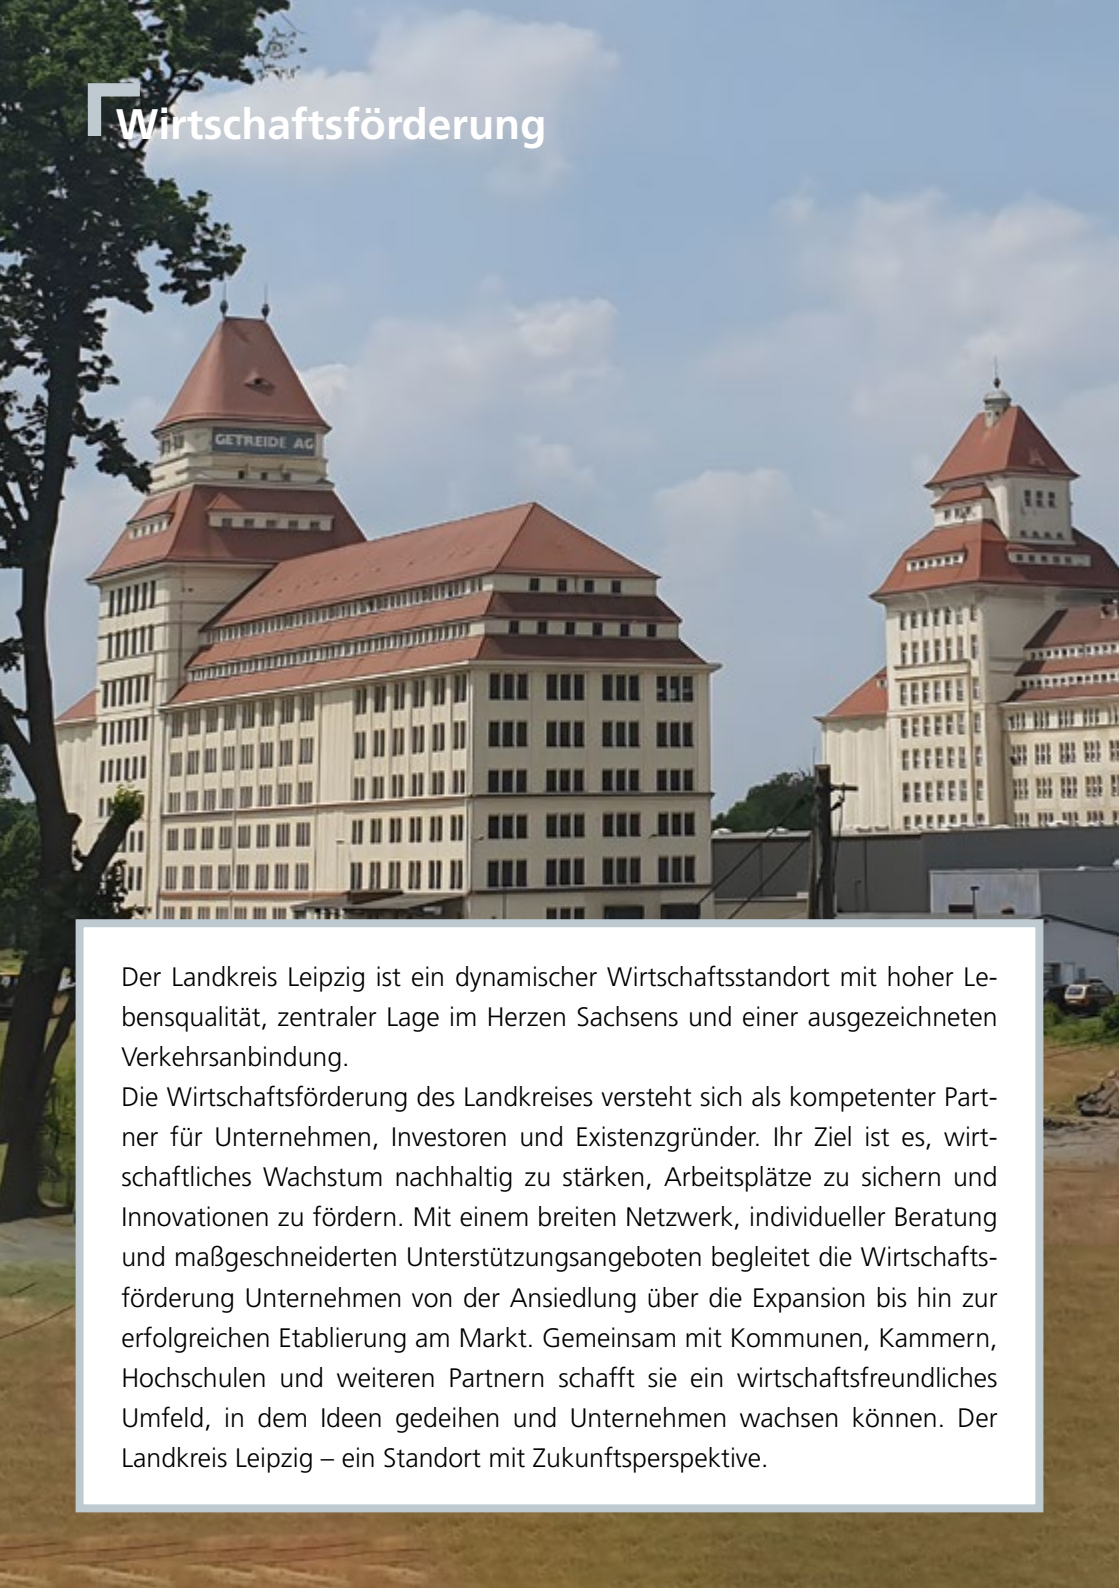 Wirtschaftsförderung
GETREIDE AG
Der Landkreis Leipzig ist ein dynamischer Wirtschaftsstandort mit hoher Le-
bensqualität, zentraler Lage im Herzen Sachsens und einer ausgezeichneten
Verkehrsanbindung.
Die Wirtschaftsförderung des Landkreises versteht sich als kompetenter Part-
ner für Unternehmen, Investoren und Existenzgründer. Ihr Ziel ist es, wirt-
schaftliches Wachstum nachhaltig zu stärken, Arbeitsplätze zu sichern und
Innovationen zu fördern. Mit einem breiten Netzwerk, individueller Beratung
und maßgeschneiderten Unterstützungsangeboten begleitet die Wirtschafts-
förderung Unternehmen von der Ansiedlung über die Expansion bis hin zur
erfolgreichen Etablierung am Markt. Gemeinsam mit Kommunen, Kammern,
Hochschulen und weiteren Partnern schafft sie ein wirtschaftsfreundliches
Umfeld, in dem Ideen gedeihen und Unternehmen wachsen können. Der
Landkreis Leipzig – ein Standort mit Zukunftsperspektive.